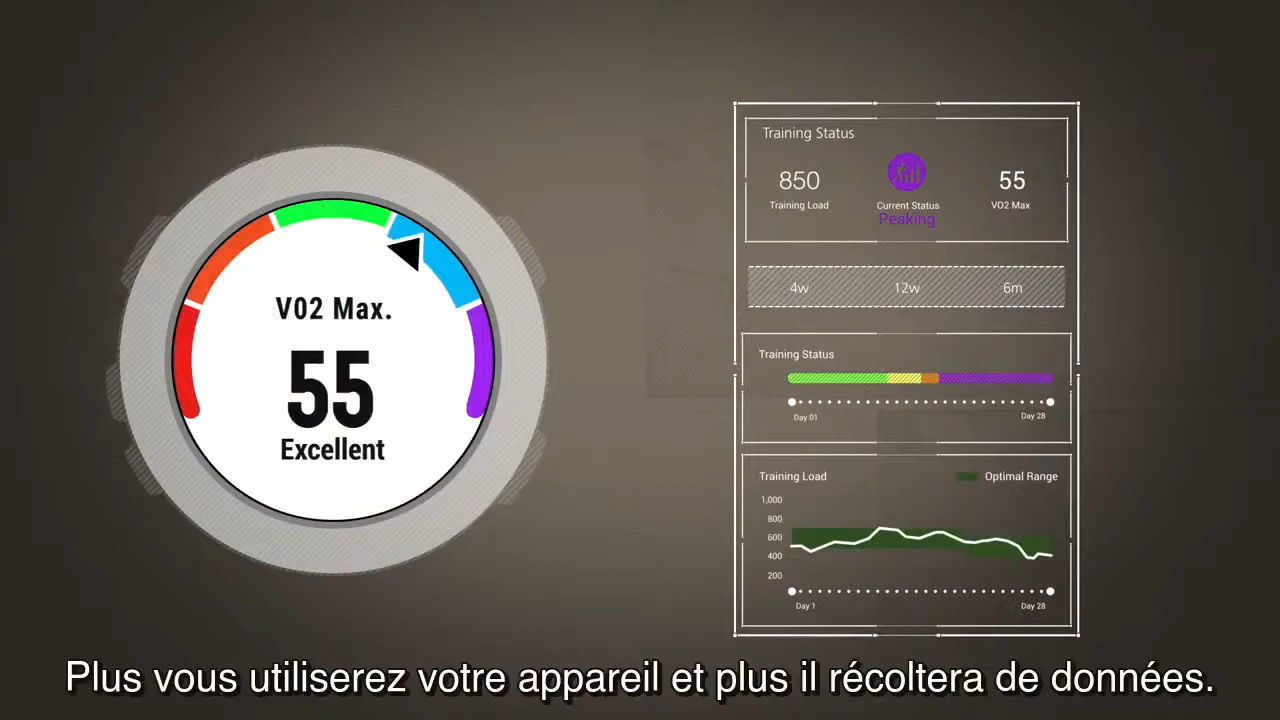 V02 Max.
55
Excellent
Training Status
850
Training Load
Current Status
Peaking
55
VO2 Max
4w
12w
6m
Training Status
Day 01
Day 28
Training Load
Optimal Range
1,000
800
600
400
200
Day 1
Day 28
Plus vous utiliserez votre appareil et plus il récoltera de données.